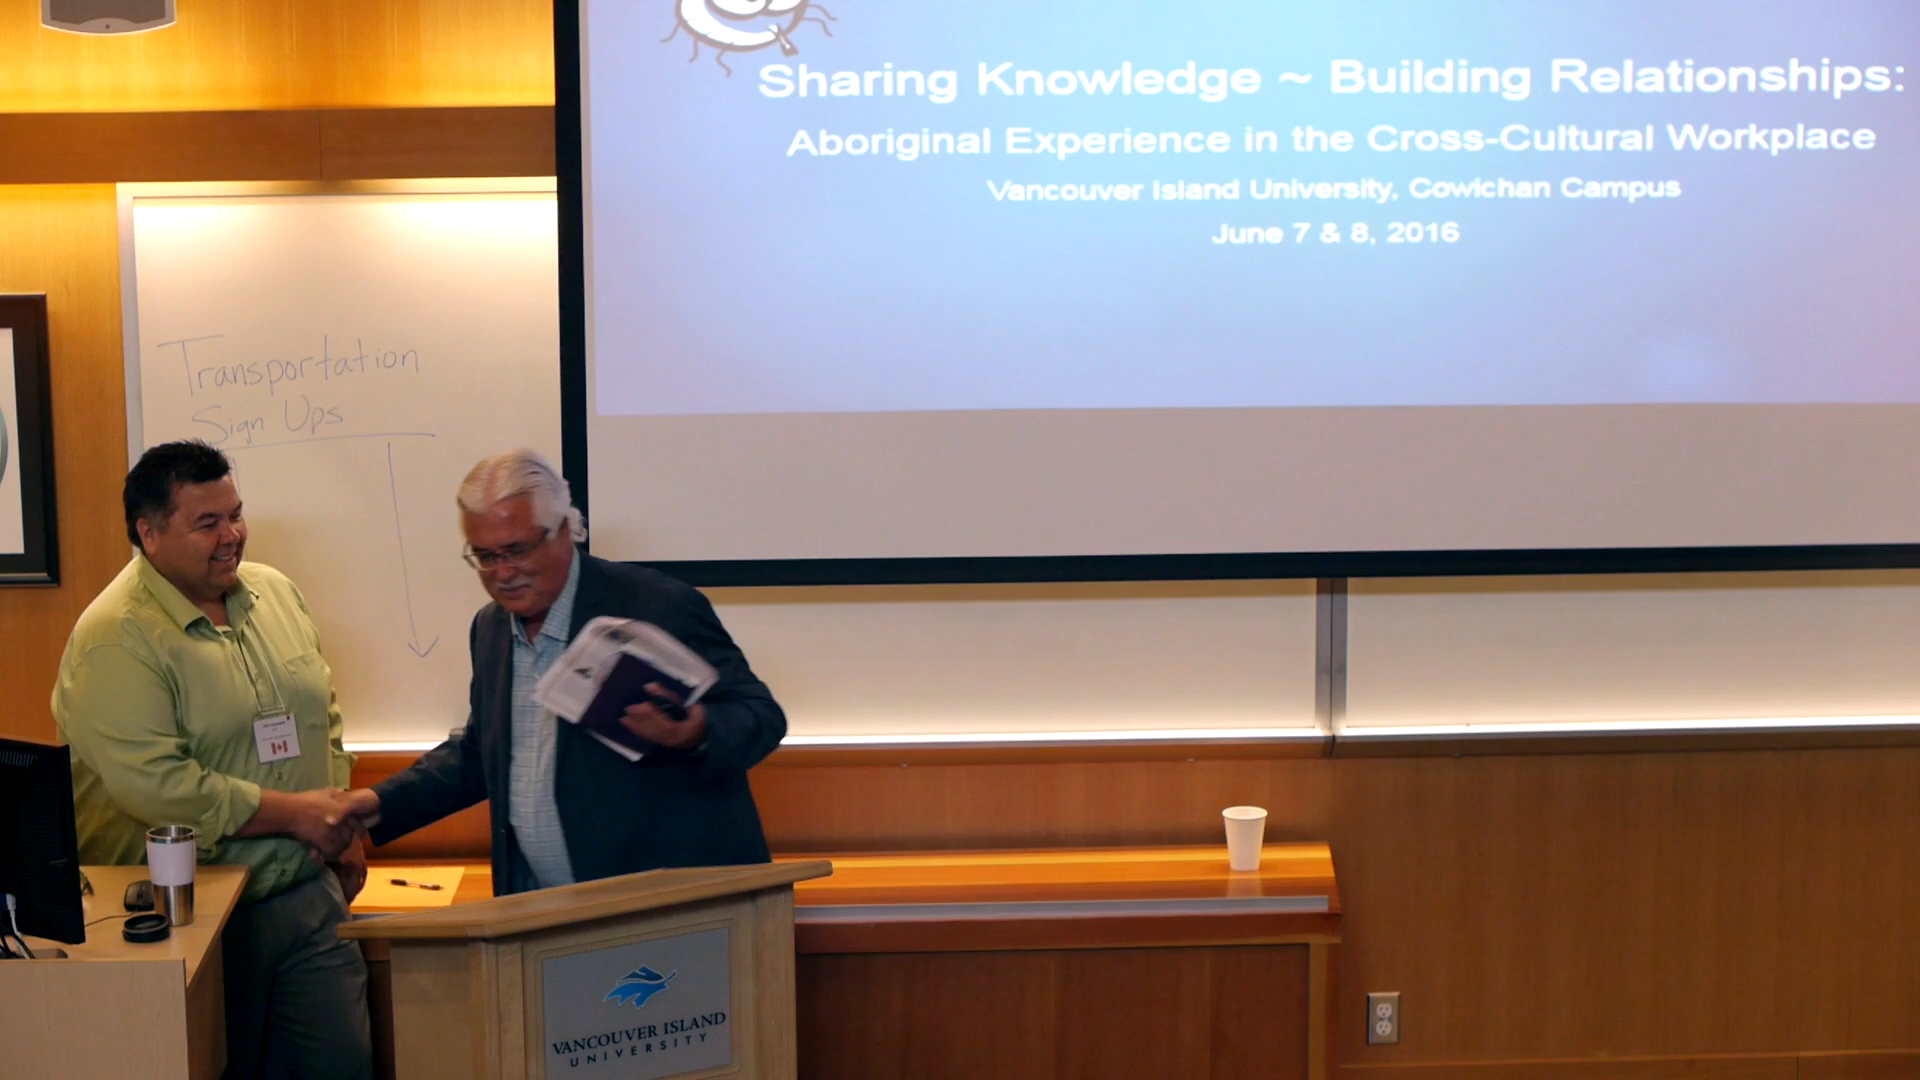 Sharing Knowledge ~ Building Relationships:
Aboriginal Experience in the Cross-Cultural Workplace
Vancouver Island University, Cowichan Campus
June 7 & 8, 2016
Transportation
Sign Ups
VANCOUVER ISLAND
UNIVERSITY